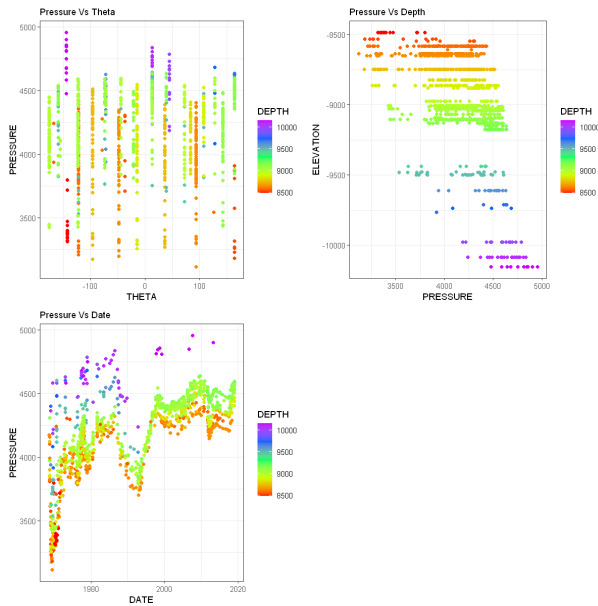 Pressure Vs Theta
5000
4500
4000
3500
-100
0
100
THETA
PRESSURE
DEPTH
10000
9500
9000
8500
Pressure Vs Depth
-8500
-9000
-9500
-10000
3500
4000
4500
5000
PRESSURE
ELEVATION
DEPTH
10000
9500
9000
8500
Pressure Vs Date
5000
4500
4000
3500
1980
2000
2020
DATE
PRESSURE
DEPTH
10000
9500
9000
8500